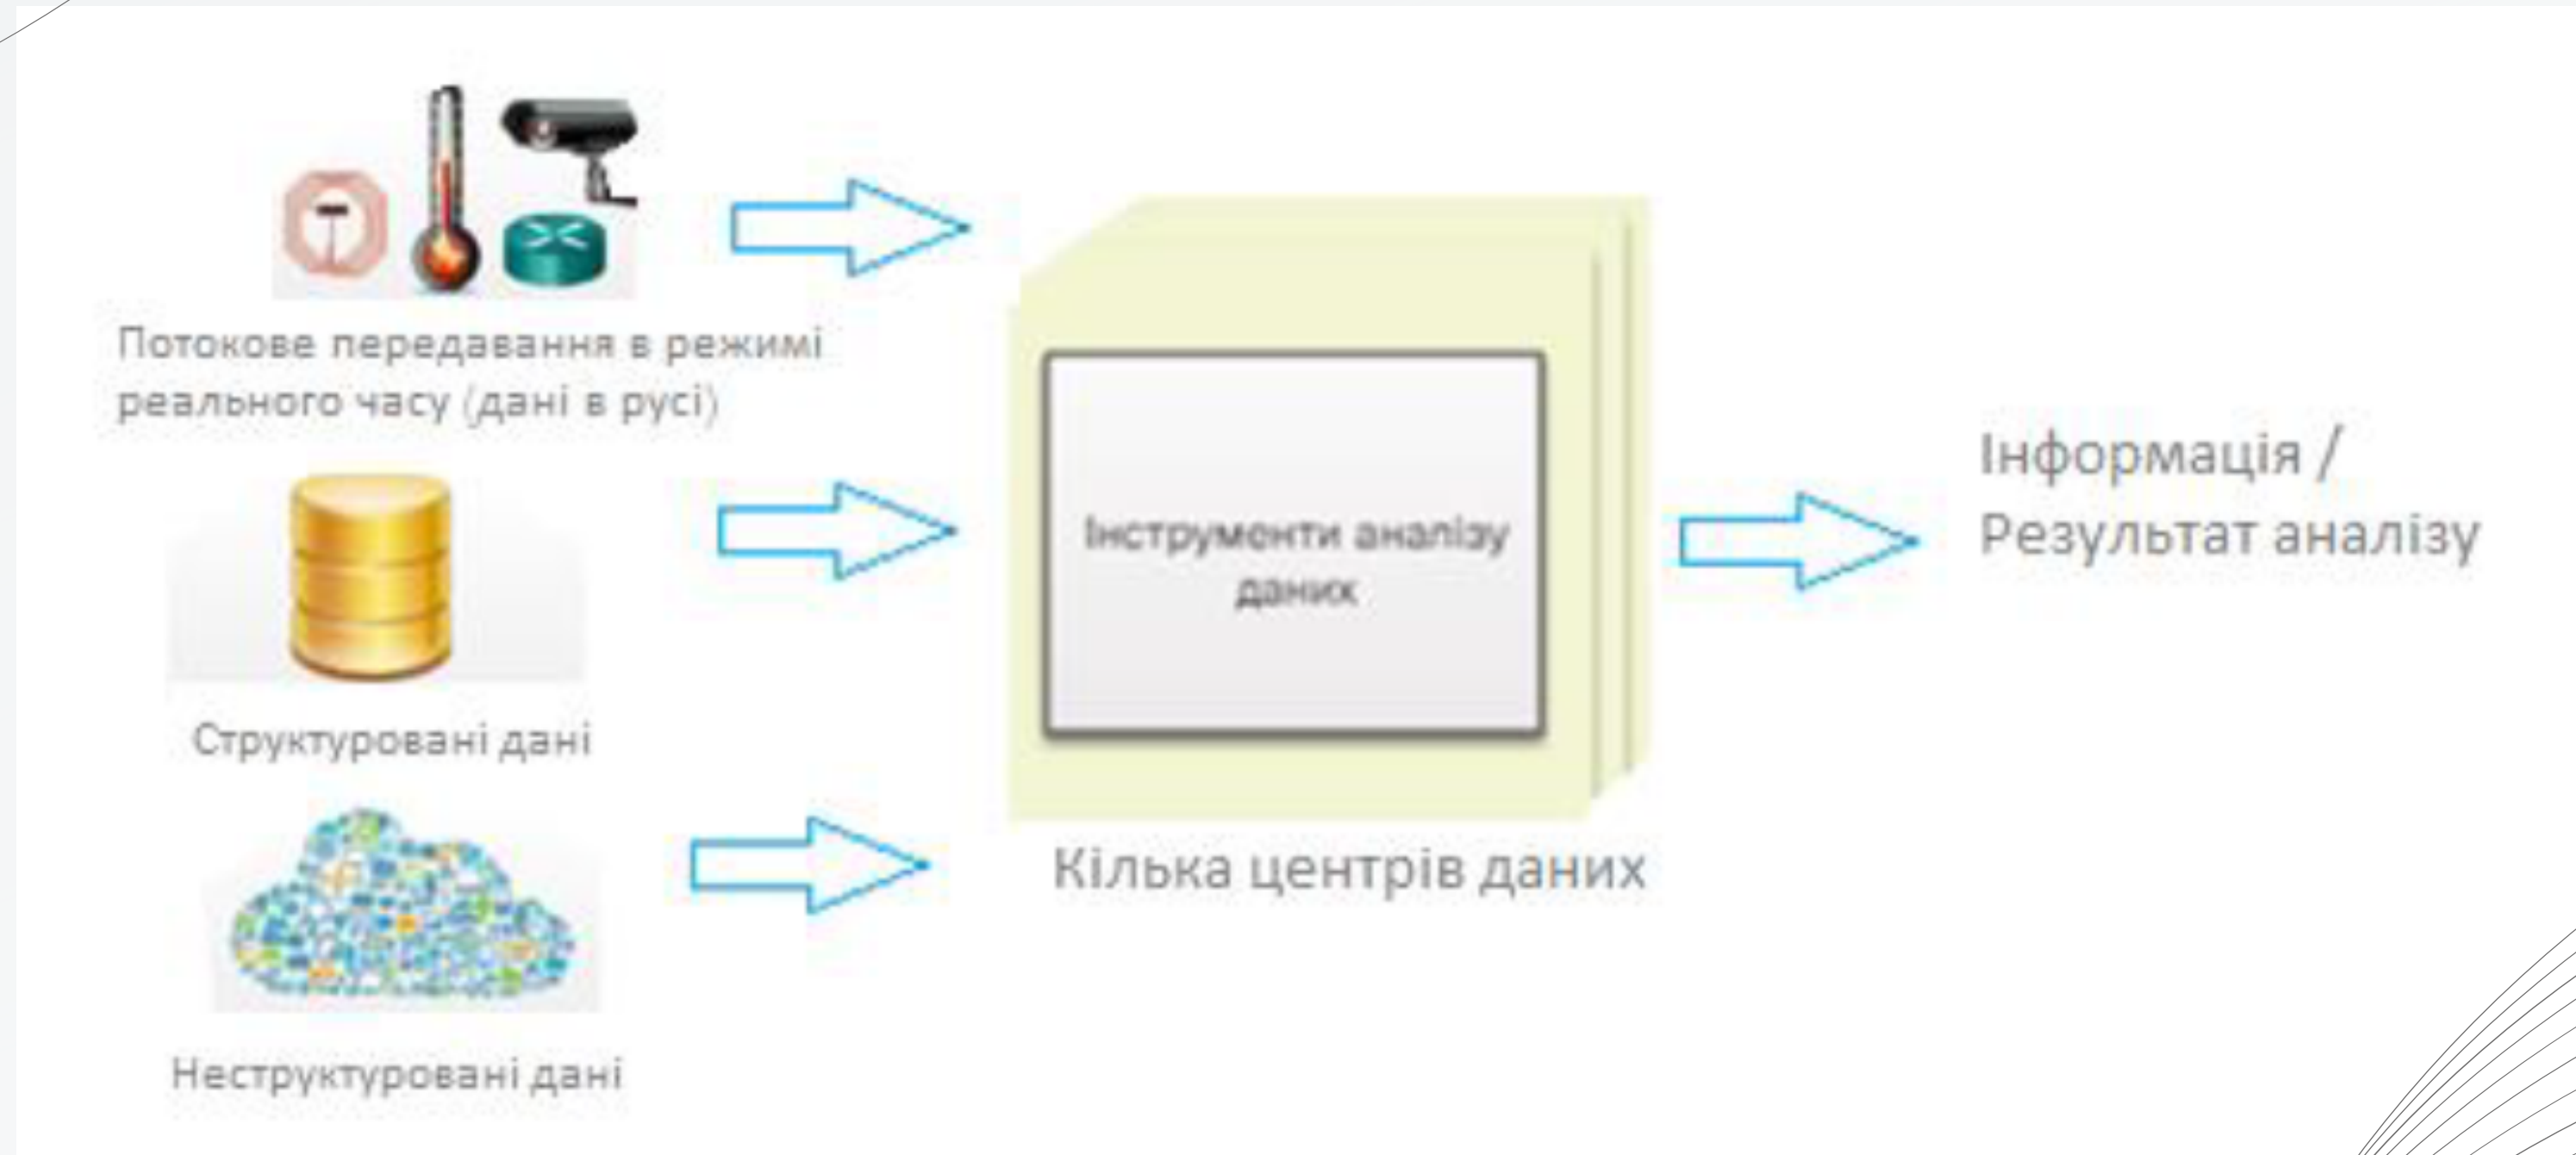 Потокове передавання в режимі
реального часу (дані в русі)
Структуровані дані
Неструктуровані дані
Інструменти аналізу
даних
Кілька центрів даних
Інформація /
Результат аналізу